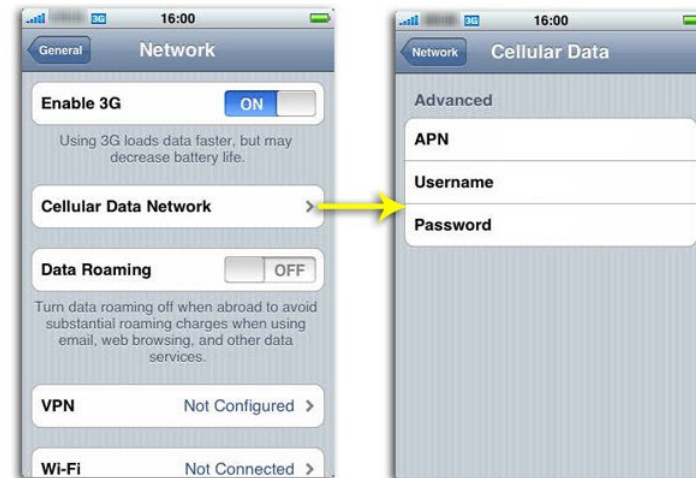 3G 16:00
General Network
Enable 3G ON
Using 3G loads data faster, but may
decrease battery life.
Cellular Data Network
Data Roaming OFF
Turn data roaming off when abroad to avoid
substantial roaming charges when using
email, web browsing, and other data
services.
VPN Not Configured
Wi-Fi Not Connected
3G 16:00
Network Cellular Data
Advanced
APN
Username
Password